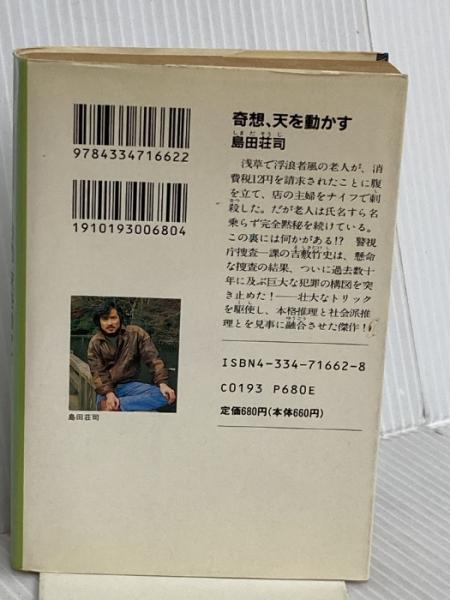 奇想、天を動かす
しまだそうじ
島田荘司
浅草で浮浪者風の老人が、消
費税12円を請求されたことに腹
を立て、店の主婦をナイフで刺
殺した。だが老人は氏名すら名
乗らず完全黙秘を続けている。
この裏には何かがある!? 警視
庁捜査一課の吉敷竹史は、懸命
な捜査の結果、ついに過去数十
年に及ぶ巨大な犯罪の構図を突
き止めた!――壮大なトリック
を駆使し、本格推理と社会派推
理とを見事に融合させた傑作!
ISBN4-334-71662-8
C0193 P680E
定価680円(本体660円)
9784334716622
1910193006804
島田荘司